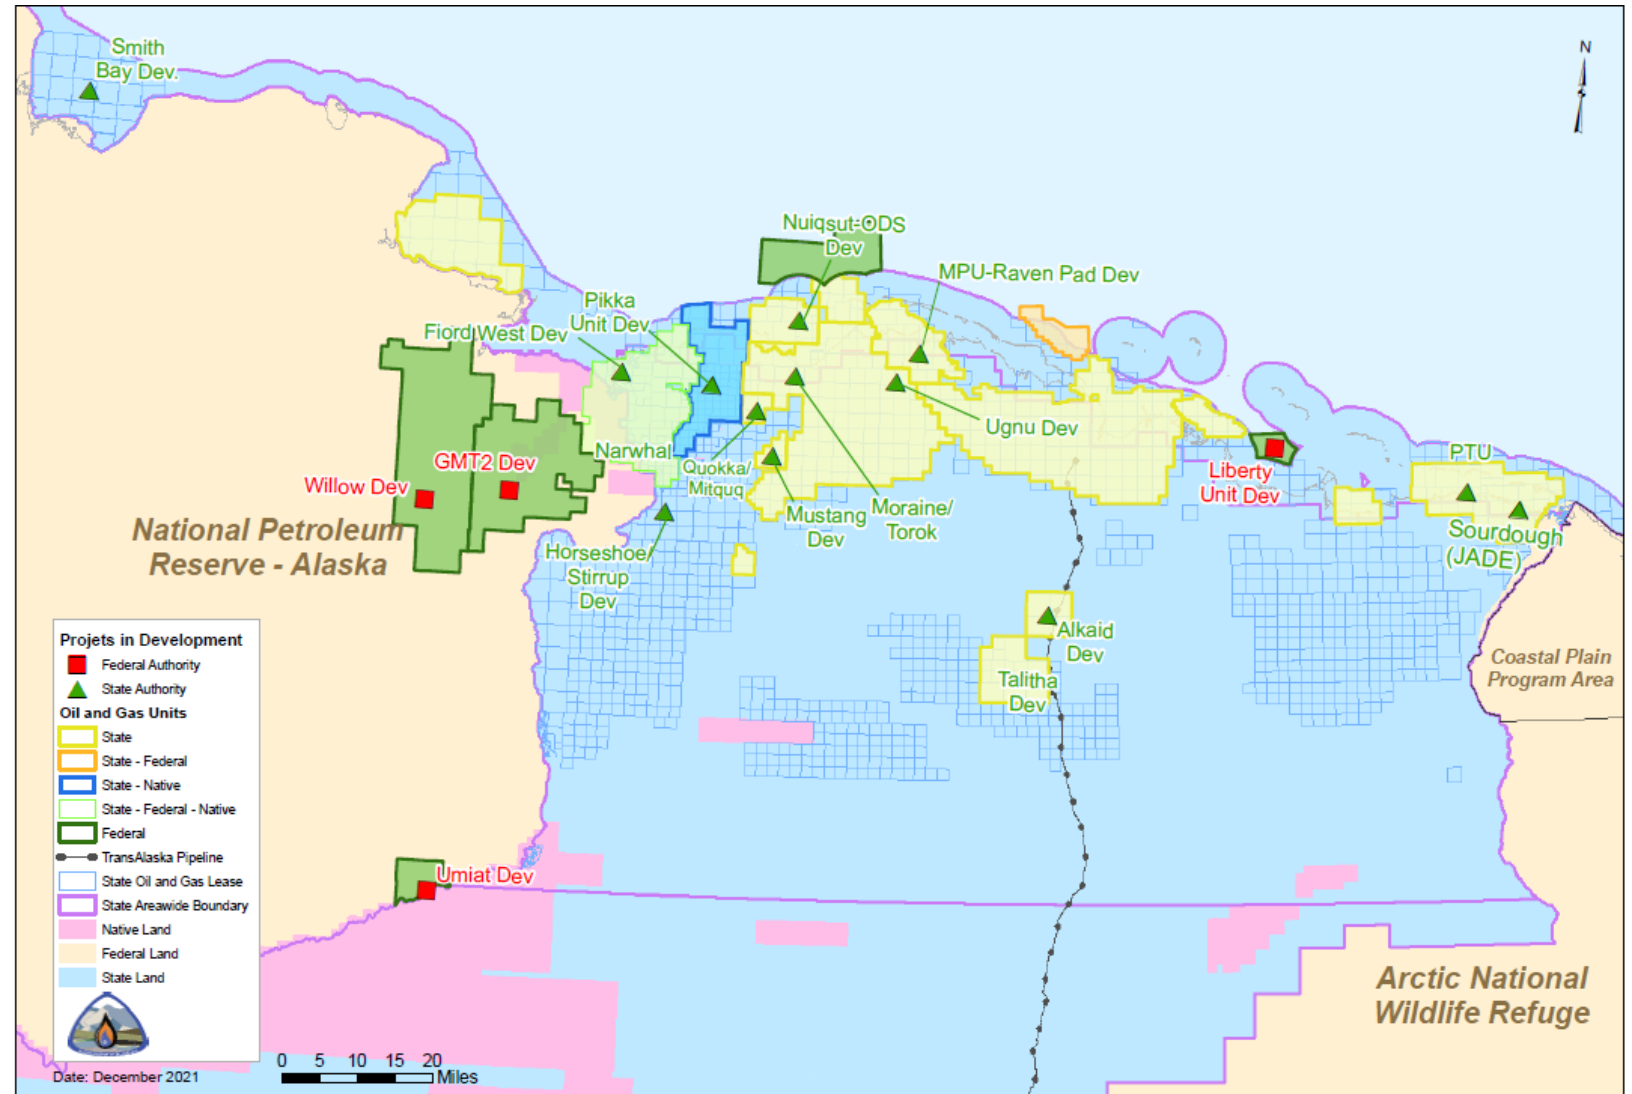 N
Smith
Bay Dev.
Nuiqsut-ODS
Dev
MPU-Raven Pad Dev
Pikka
Unit Dev
Fiord West Dev
Ugnu Dev
Narwhal
GMT2 Dev
Willow Dev
Quokka/
Mitquq
Liberty
Unit Dev
PTU
Mustang
Dev
Moraine/
Torok
Sourdough
(JADE)
National Petroleum
Reserve - Alaska
Horseshoe/
Stirrup
Dev
Alkaid
Dev
Talitha
Dev
Coastal Plain
Program Area
Umiat Dev
Arctic National
Wildlife Refuge
Projets in Development
Federal Authority
State Authority
Oil and Gas Units
State
State - Federal
State - Native
State - Federal - Native
Federal
TransAlaska Pipeline
State Oil and Gas Lease
State Areawide Boundary
Native Land
Federal Land
State Land
Date: December 2021
0 5 10 15 20
Miles